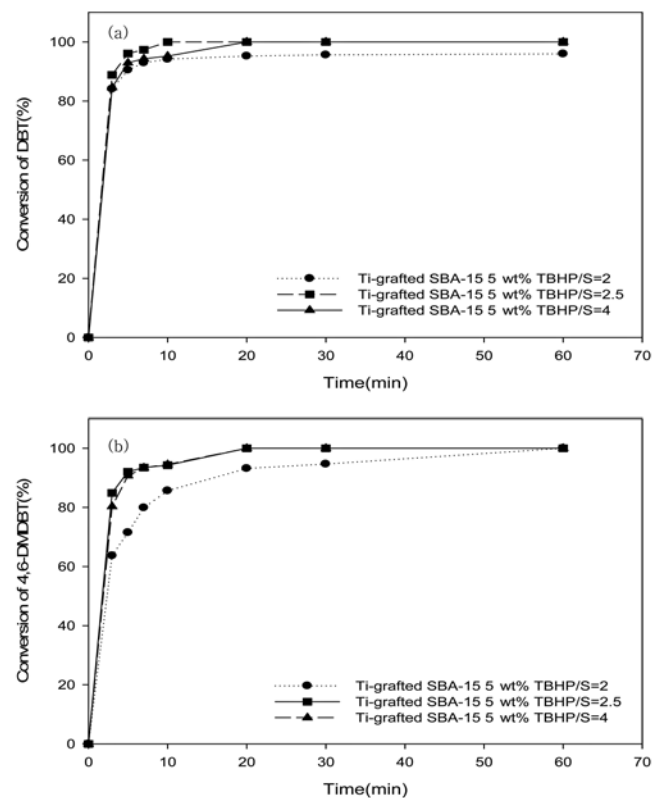 (a)
Conversion of DBT(%)
100
80
60
40
20
0
Ti-grafted SBA-15 5 wt% TBHP/S=2
Ti-grafted SBA-15 5 wt% TBHP/S=2.5
Ti-grafted SBA-15 5 wt% TBHP/S=4
0 10 20 30 40 50 60 70
Time(min)
(b)
Conversion of 4,6-DMDBT(%)
100
80
60
40
20
0
Ti-grafted SBA-15 5 wt% TBHP/S=2
Ti-grafted SBA-15 5 wt% TBHP/S=2.5
Ti-grafted SBA-15 5 wt% TBHP/S=4
0 10 20 30 40 50 60 70
Time(min)